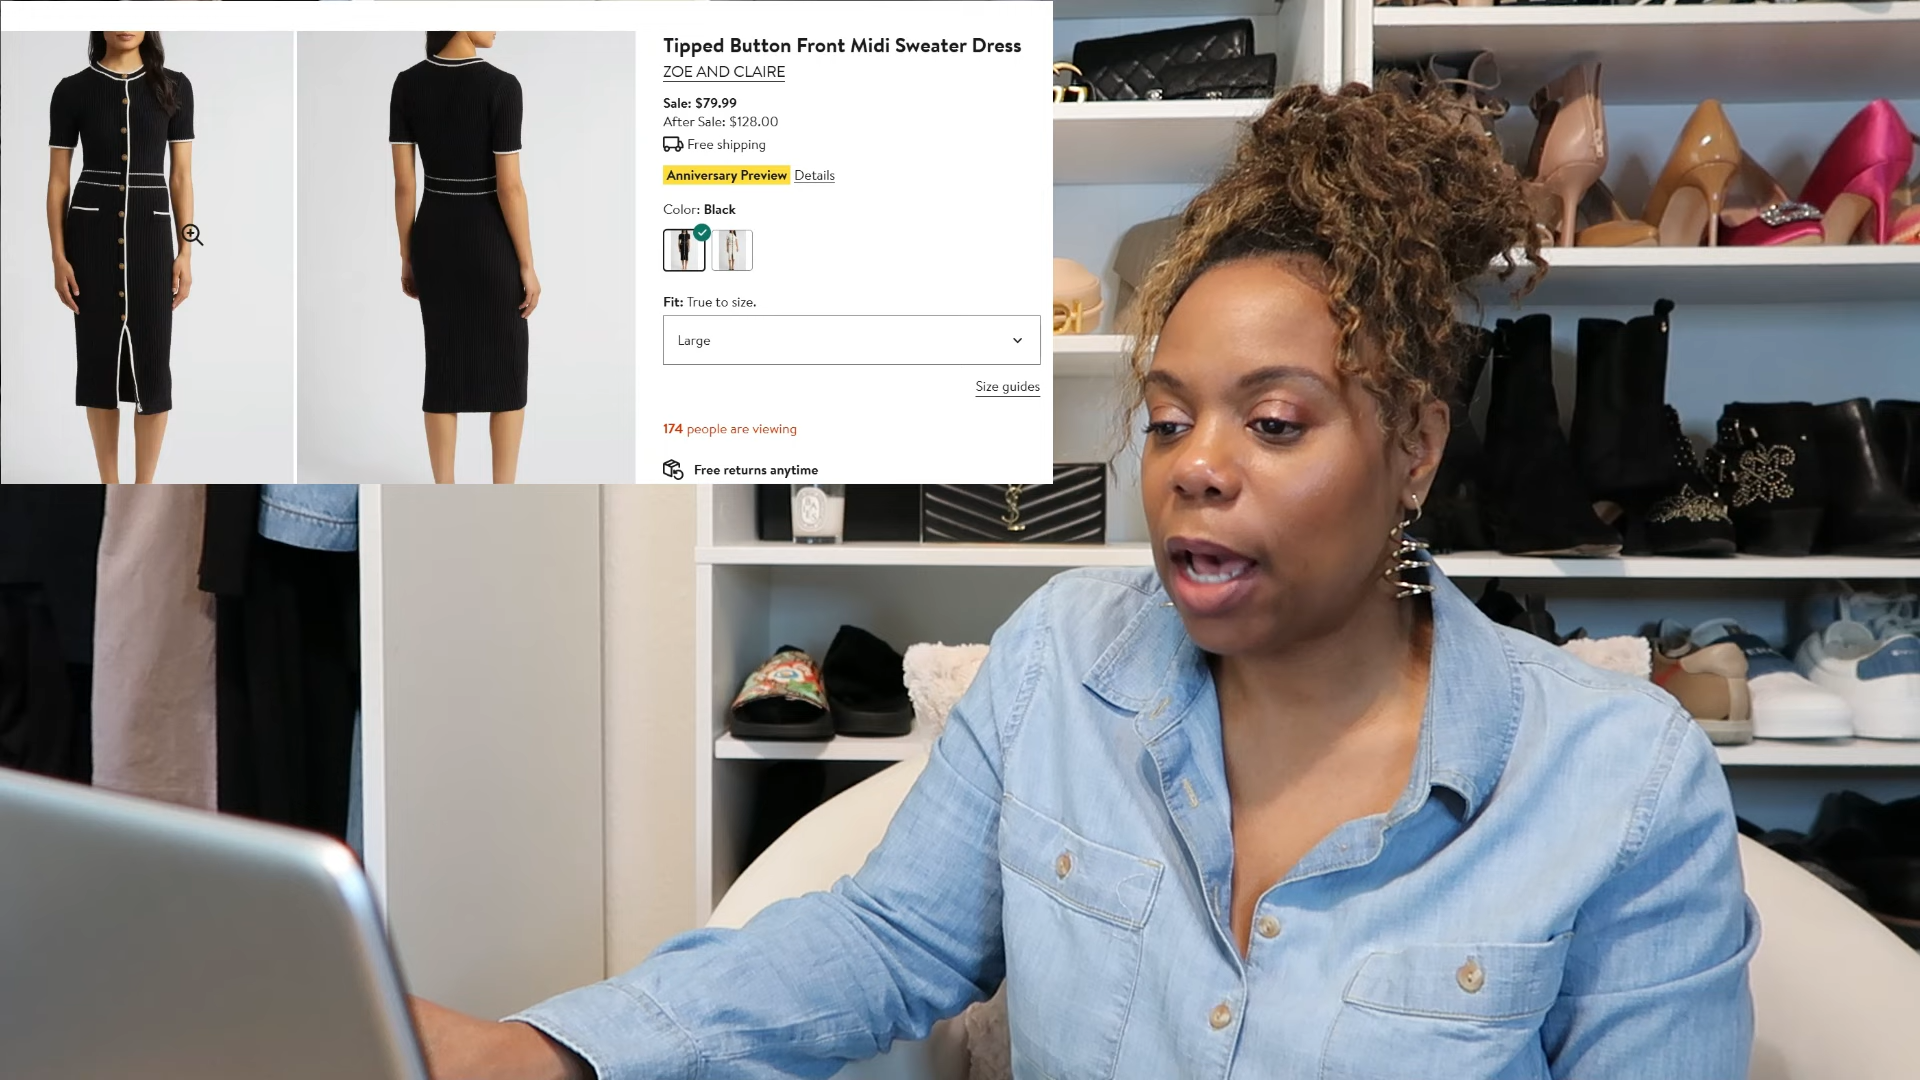 Tipped Button Front Midi Sweater Dress
ZOE AND CLAIRE
Sale: $79.99
After Sale: $128.00
Free shipping
Anniversary Preview Details
Color: Black
Fit: True to size.
Large
Size guides
174 people are viewing
Free returns anytime